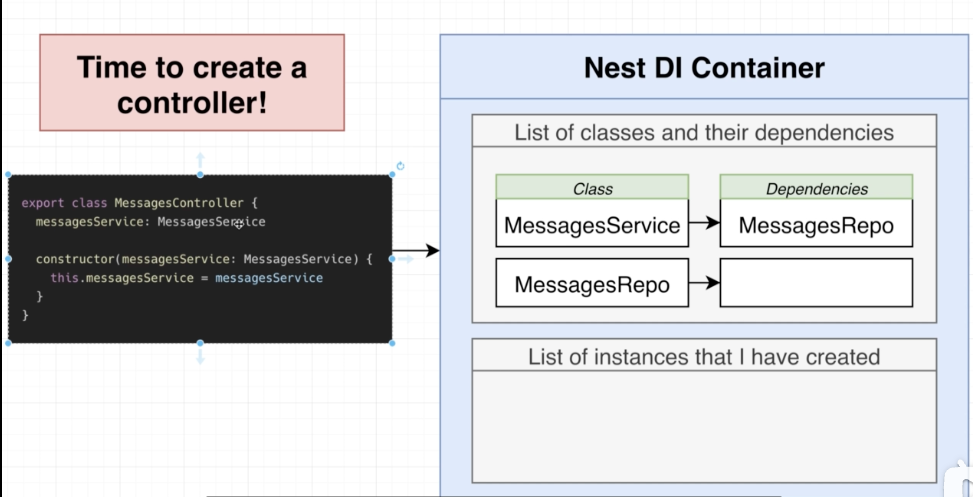 Time to create a
controller!
export class MessagesController {
messagesService: MessagesService
constructor(messagesService: MessagesService) {
this.messagesService = messagesService
}
}
Nest DI Container
List of classes and their dependencies
Class
Dependencies
MessagesService
MessagesRepo
MessagesRepo
List of instances that I have created